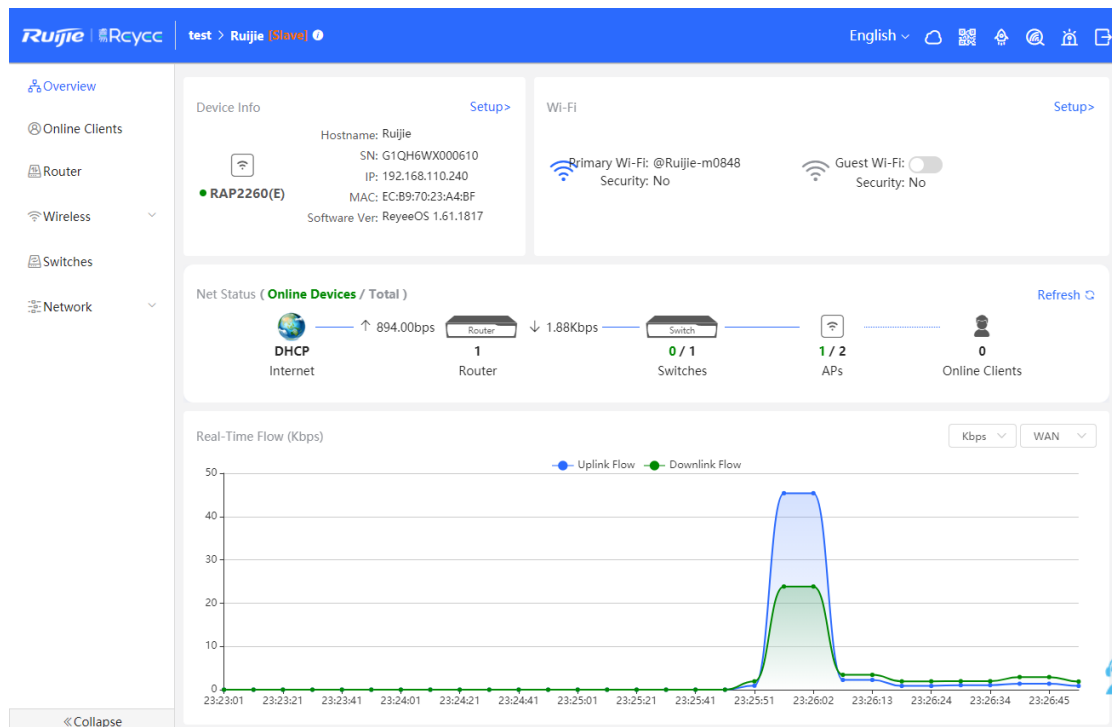 Ruijie | Reyee test > Ruijie [Slave] English
Overview
Online Clients
Router
Wireless
Switches
Network
«Collapse
Device Info Setup>
RAP2260(E)
Hostname: Ruijie
SN: G1QH6WX000610
IP: 192.168.110.240
MAC: EC:B9:70:23:A4:BF
Software Ver: ReyeeOS 1.61.1817
Wi-Fi Setup>
Primary Wi-Fi: @Ruijie-m0848
Security: No
Guest Wi-Fi:
Security: No
Net Status ( Online Devices / Total ) Refresh
↑ 894.00bps Router ↓ 1.88Kbps Switch
DHCP 1 0 / 1 1 / 2 0
Internet Router Switches APs Online Clients
Real-Time Flow (Kbps) Kbps WAN
Uplink Flow Downlink Flow
50
40
30
20
10
0
23:23:01 23:23:21 23:23:41 23:24:01 23:24:21 23:24:41 23:25:01 23:25:21 23:25:41 23:25:51 23:26:02 23:26:13 23:26:24 23:26:34 23:26:45